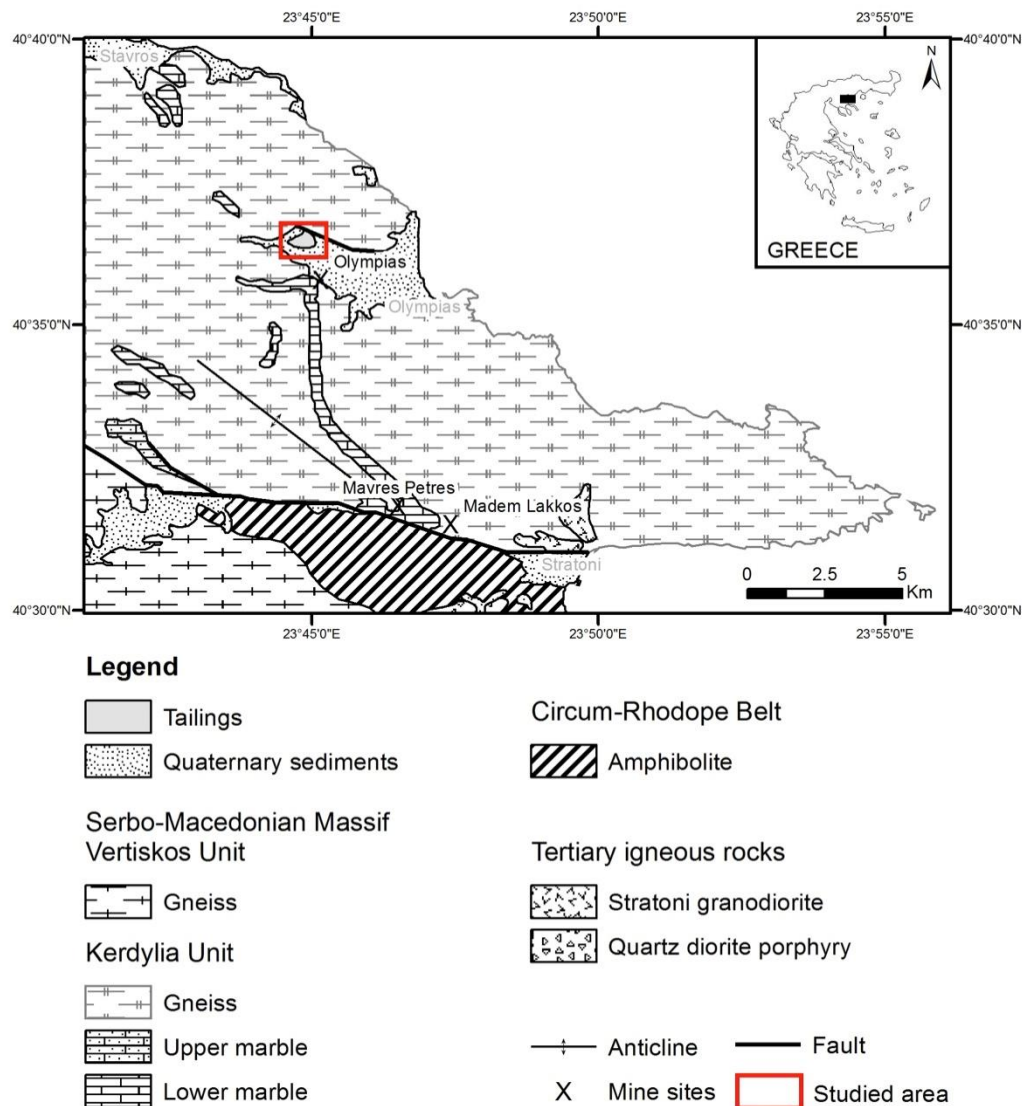 23°45'0"E 23°50'0"E 23°55'0"E
40°40'0"N 40°40'0"N
Stavros
N
GREECE
Olympias
Olympias
40°35'0"N 40°35'0"N
Mavres Petres
Madem Lakkos
Stratoni
0 2.5 5
Km
40°30'0"N 40°30'0"N
23°45'0"E 23°50'0"E 23°55'0"E
Legend
Tailings
Quaternary sediments
Serbo-Macedonian Massif
Vertiskos Unit
Gneiss
Kerdylia Unit
Gneiss
Upper marble
Lower marble
Circum-Rhodope Belt
Amphibolite
Tertiary igneous rocks
Stratoni granodiorite
Quartz diorite porphyry
Anticline
Fault
X Mine sites
Studied area